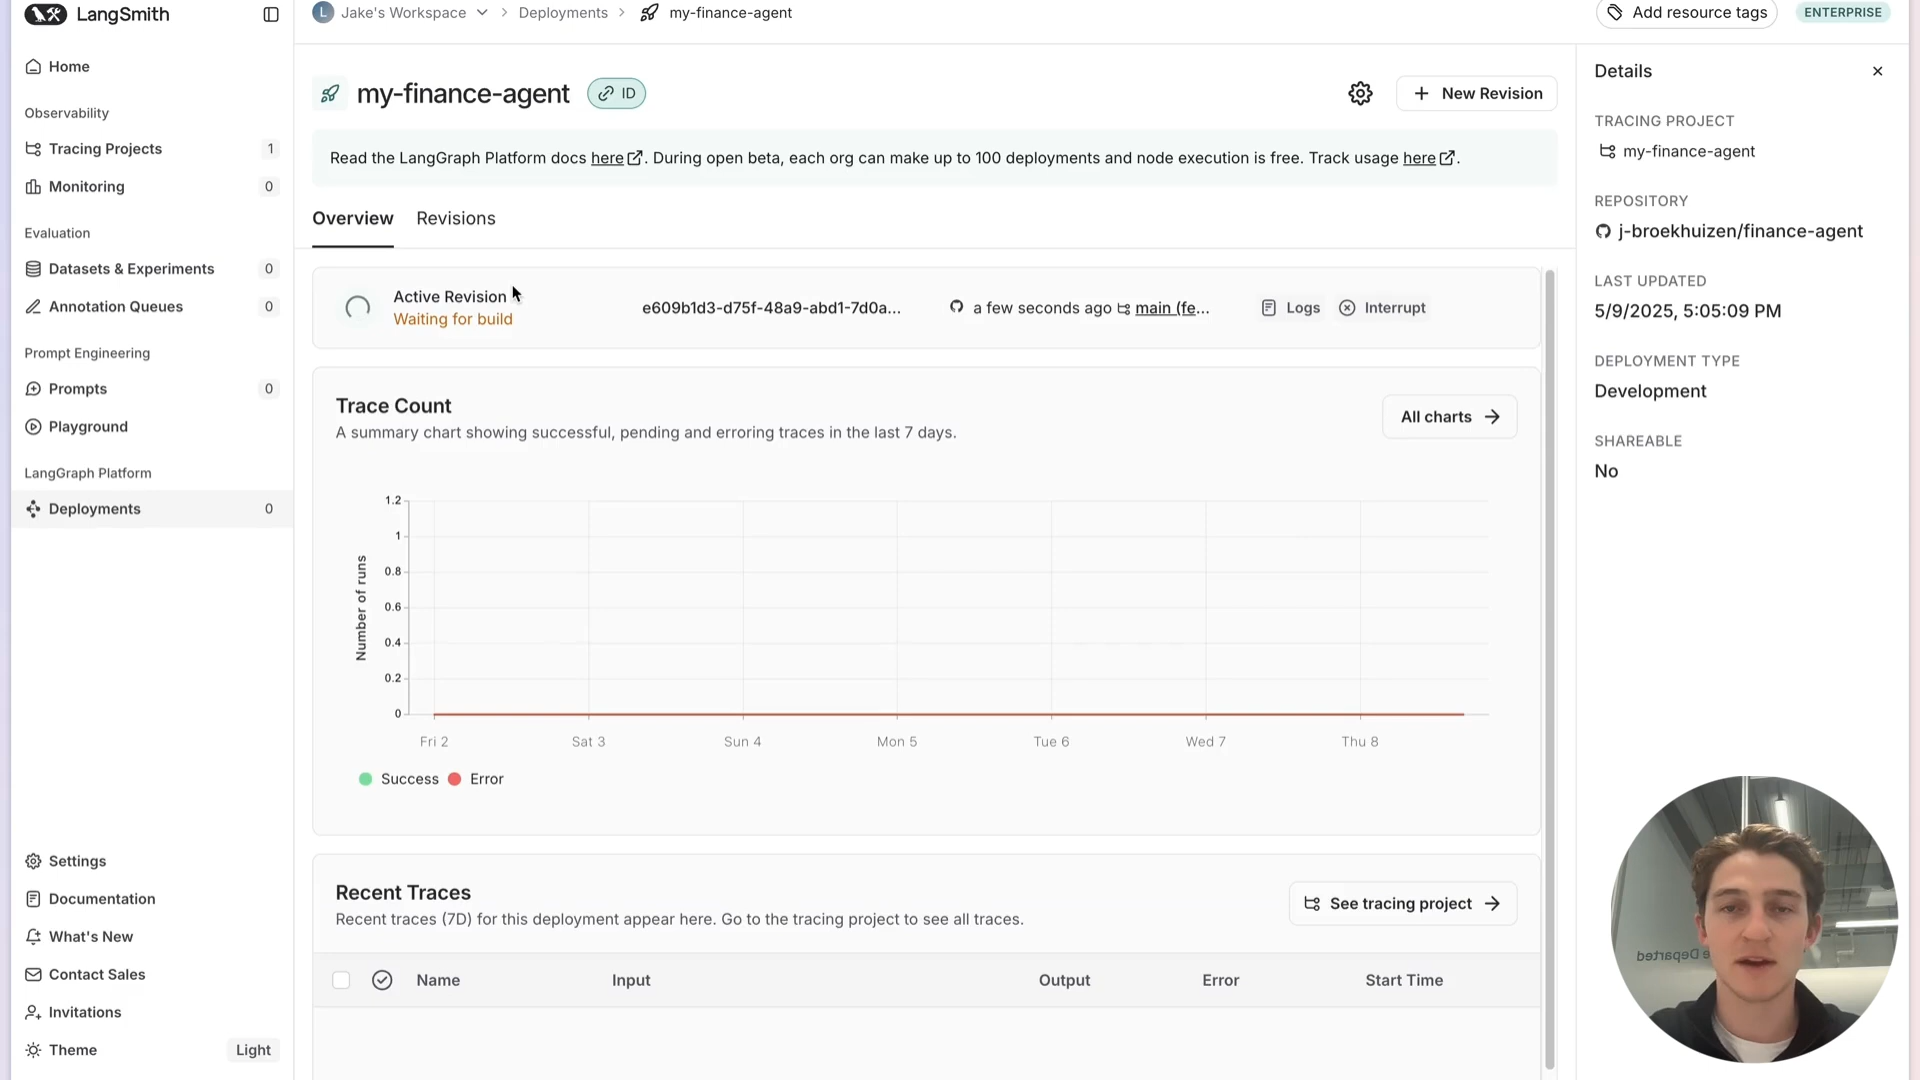 LangSmith
Home
Observability
Tracing Projects 1
Monitoring 0
Evaluation
Datasets & Experiments 0
Annotation Queues 0
Prompt Engineering
Prompts 0
Playground
LangGraph Platform
Deployments 0
Settings
Documentation
What's New
Contact Sales
Invitations
Theme Light
L Jake's Workspace Deployments my-finance-agent
Add resource tags ENTERPRISE
my-finance-agent ID
New Revision
Read the LangGraph Platform docs here. During open beta, each org can make up to 100 deployments and node execution is free. Track usage here.
Overview Revisions
Active Revision
Waiting for build
e609b1d3-d75f-48a9-abd1-7d0a... a few seconds ago main (fe... Logs Interrupt
Trace Count
A summary chart showing successful, pending and erroring traces in the last 7 days.
All charts
Number of runs
1.2
1
0.8
0.6
0.4
0.2
0
Fri 2 Sat 3 Sun 4 Mon 5 Tue 6 Wed 7 Thu 8
Success Error
Recent Traces
Recent traces (7D) for this deployment appear here. Go to the tracing project to see all traces.
See tracing project
Name Input Output Error Start Time
Details
TRACING PROJECT
my-finance-agent
REPOSITORY
j-broekhuizen/finance-agent
LAST UPDATED
5/9/2025, 5:05:09 PM
DEPLOYMENT TYPE
Development
SHAREABLE
No
e Departed